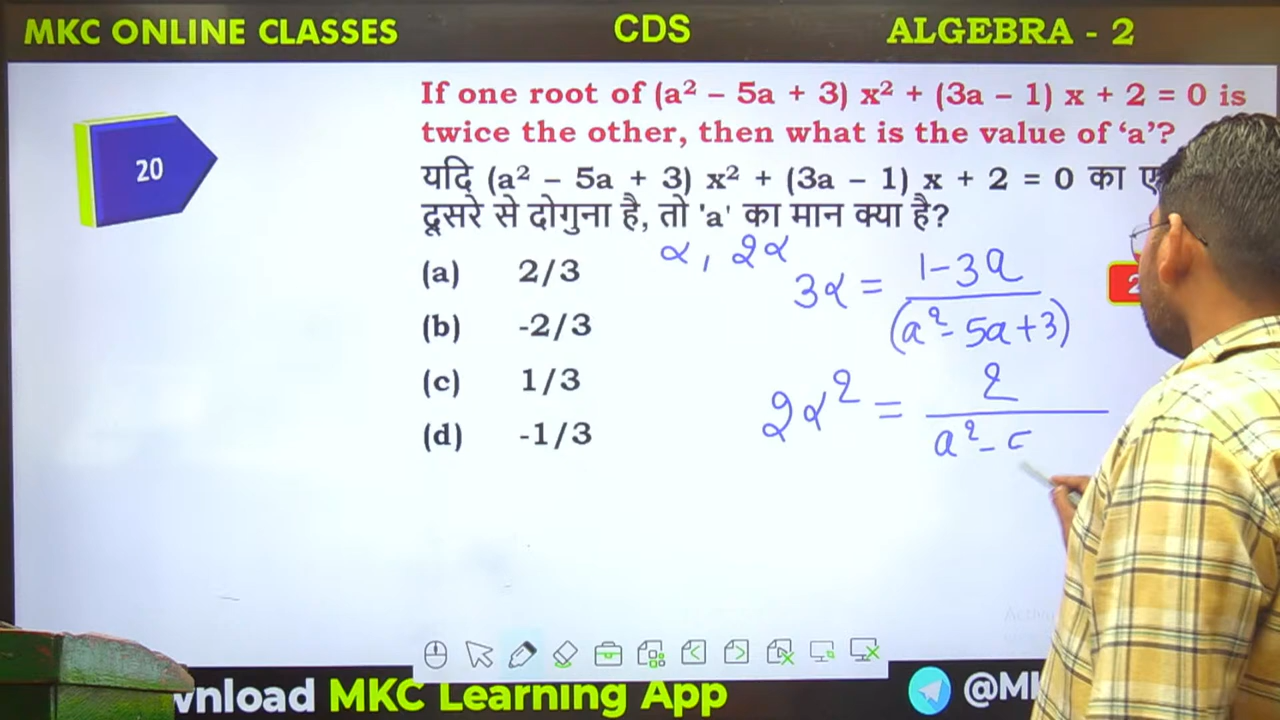 MKC ONLINE CLASSES CDS ALGEBRA - 2
20
If one root of (a² – 5a + 3) x² + (3a – 1) x + 2 = 0 is
twice the other, then what is the value of ‘a’?
यदि (a² – 5a + 3) x² + (3a – 1) x + 2 = 0 का
दूसरे से दोगुना है, तो 'a' का मान क्या है?
α, 2α
(a) 2/3
(b) -2/3
(c) 1/3
(d) -1/3
3α = 1-3a / (a²-5a+3)
2α² = 2 / a²-
MKC Learning App